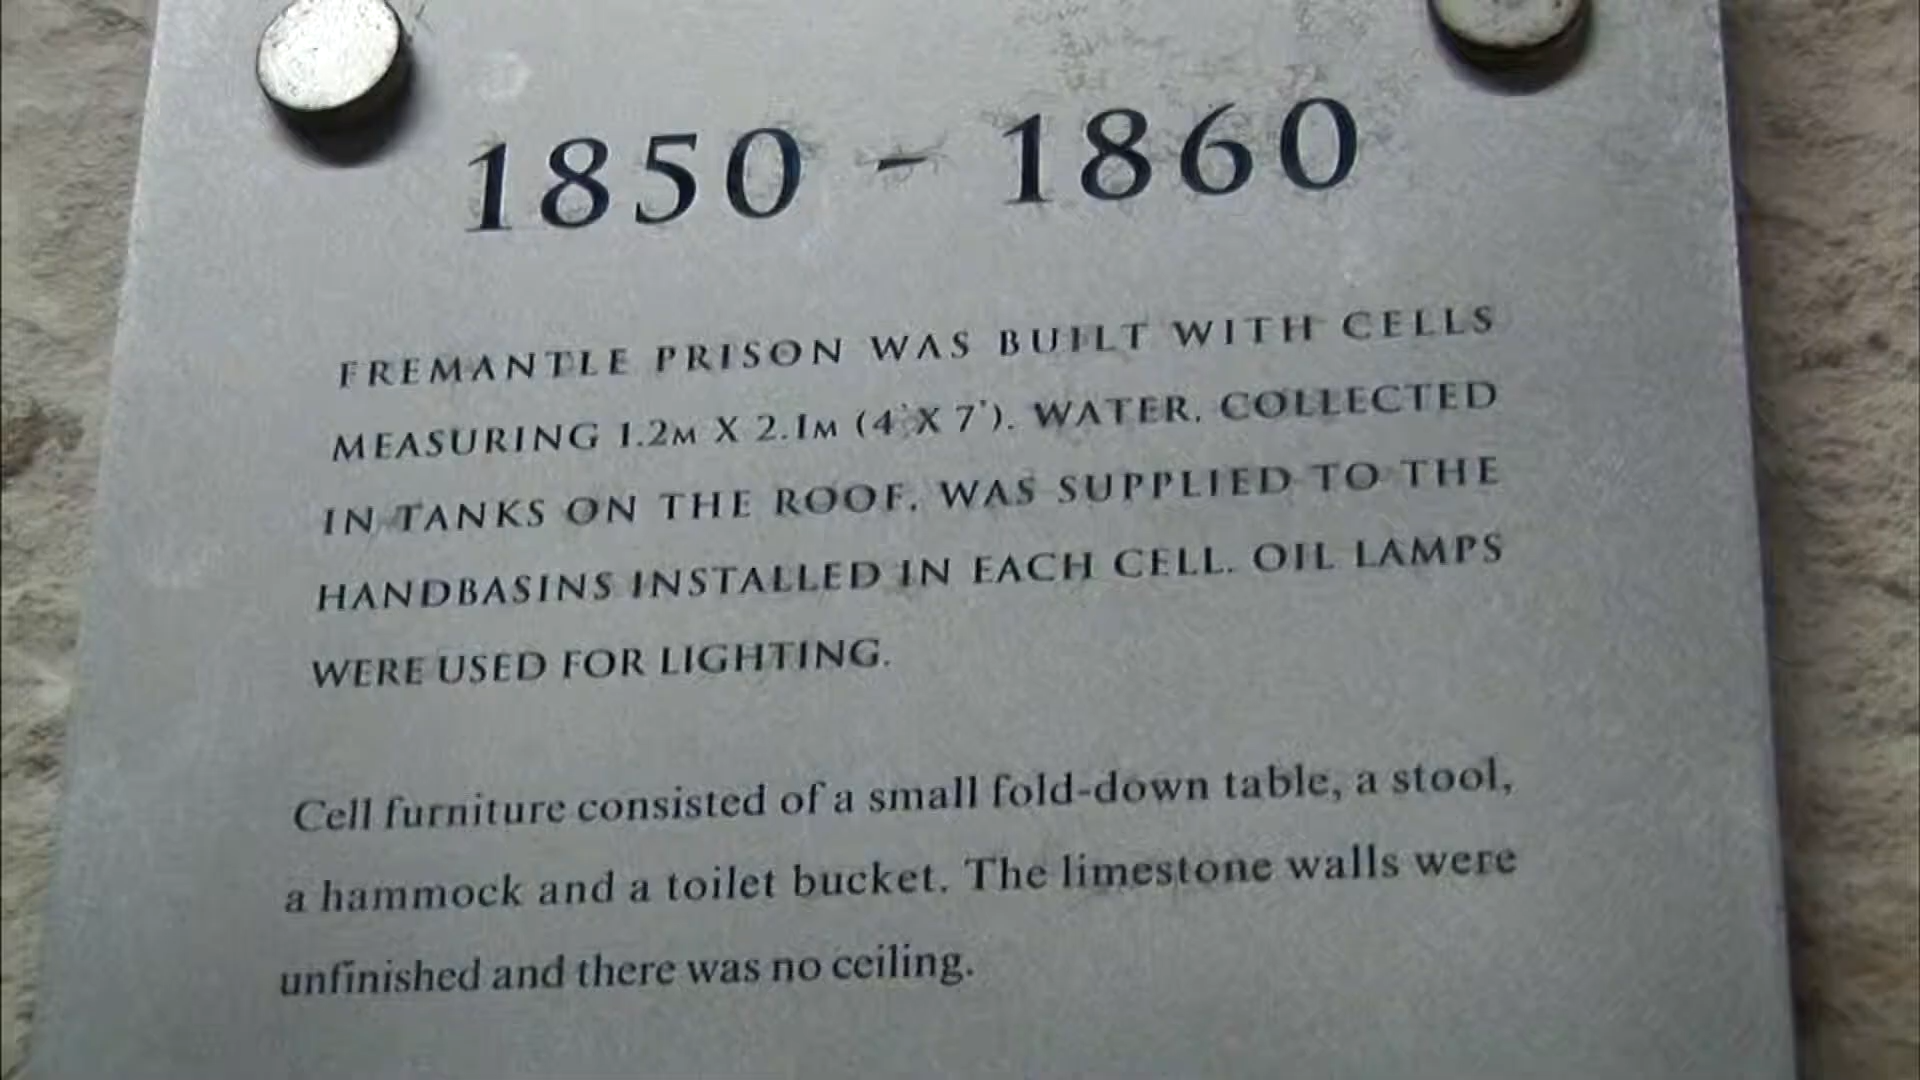 1850 - 1860
FREMANTLE PRISON WAS BUILT WITH CELLS
MEASURING 1.2M X 2.1M (4' X 7'). WATER, COLLECTED
IN TANKS ON THE ROOF, WAS SUPPLIED TO THE
HANDBASINS INSTALLED IN EACH CELL. OIL LAMPS
WERE USED FOR LIGHTING.
Cell furniture consisted of a small fold-down table, a stool,
a hammock and a toilet bucket. The limestone walls were
unfinished and there was no ceiling.